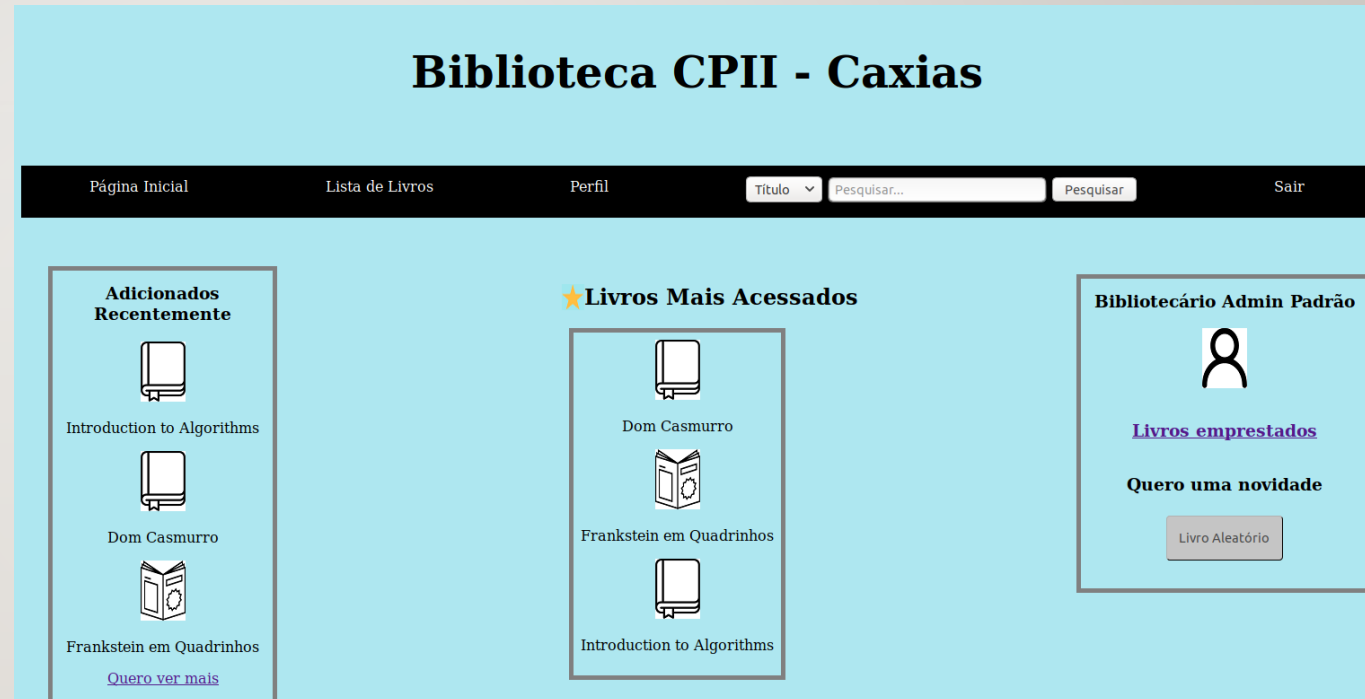 Biblioteca CPII - Caxias
Página Inicial
Lista de Livros
Perfil
Título
Pesquisar...
Pesquisar
Sair
Adicionados
Recentemente
Introduction to Algorithms
Dom Casmurro
Frankstein em Quadrinhos
Quero ver mais
Livros Mais Acessados
Dom Casmurro
Frankstein em Quadrinhos
Introduction to Algorithms
Bibliotecário Admin Padrão
Livros emprestados
Quero uma novidade
Livro Aleatório